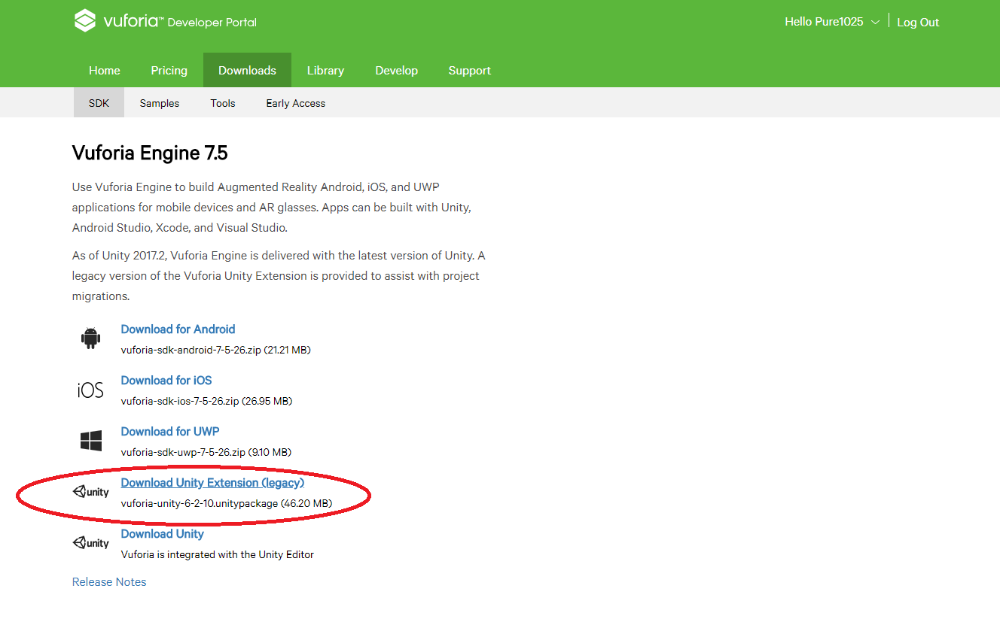 vuforia™ Developer Portal
Hello Pure1025
Log Out
Home
Pricing
Downloads
Library
Develop
Support
SDK
Samples
Tools
Early Access
Vuforia Engine 7.5
Use Vuforia Engine to build Augmented Reality Android, iOS, and UWP
applications for mobile devices and AR glasses. Apps can be built with Unity,
Android Studio, Xcode, and Visual Studio.
As of Unity 2017.2, Vuforia Engine is delivered with the latest version of Unity. A
legacy version of the Vuforia Unity Extension is provided to assist with project
migrations.
Download for Android
vuforia-sdk-android-7-5-26.zip (21.21 MB)
iOS
Download for iOS
vuforia-sdk-ios-7-5-26.zip (26.95 MB)
Download for UWP
vuforia-sdk-uwp-7-5-26.zip (9.10 MB)
unity
Download Unity Extension (legacy)
vuforia-unity-6-2-10.unitypackage (46.20 MB)
unity
Download Unity
Vuforia is integrated with the Unity Editor
Release Notes